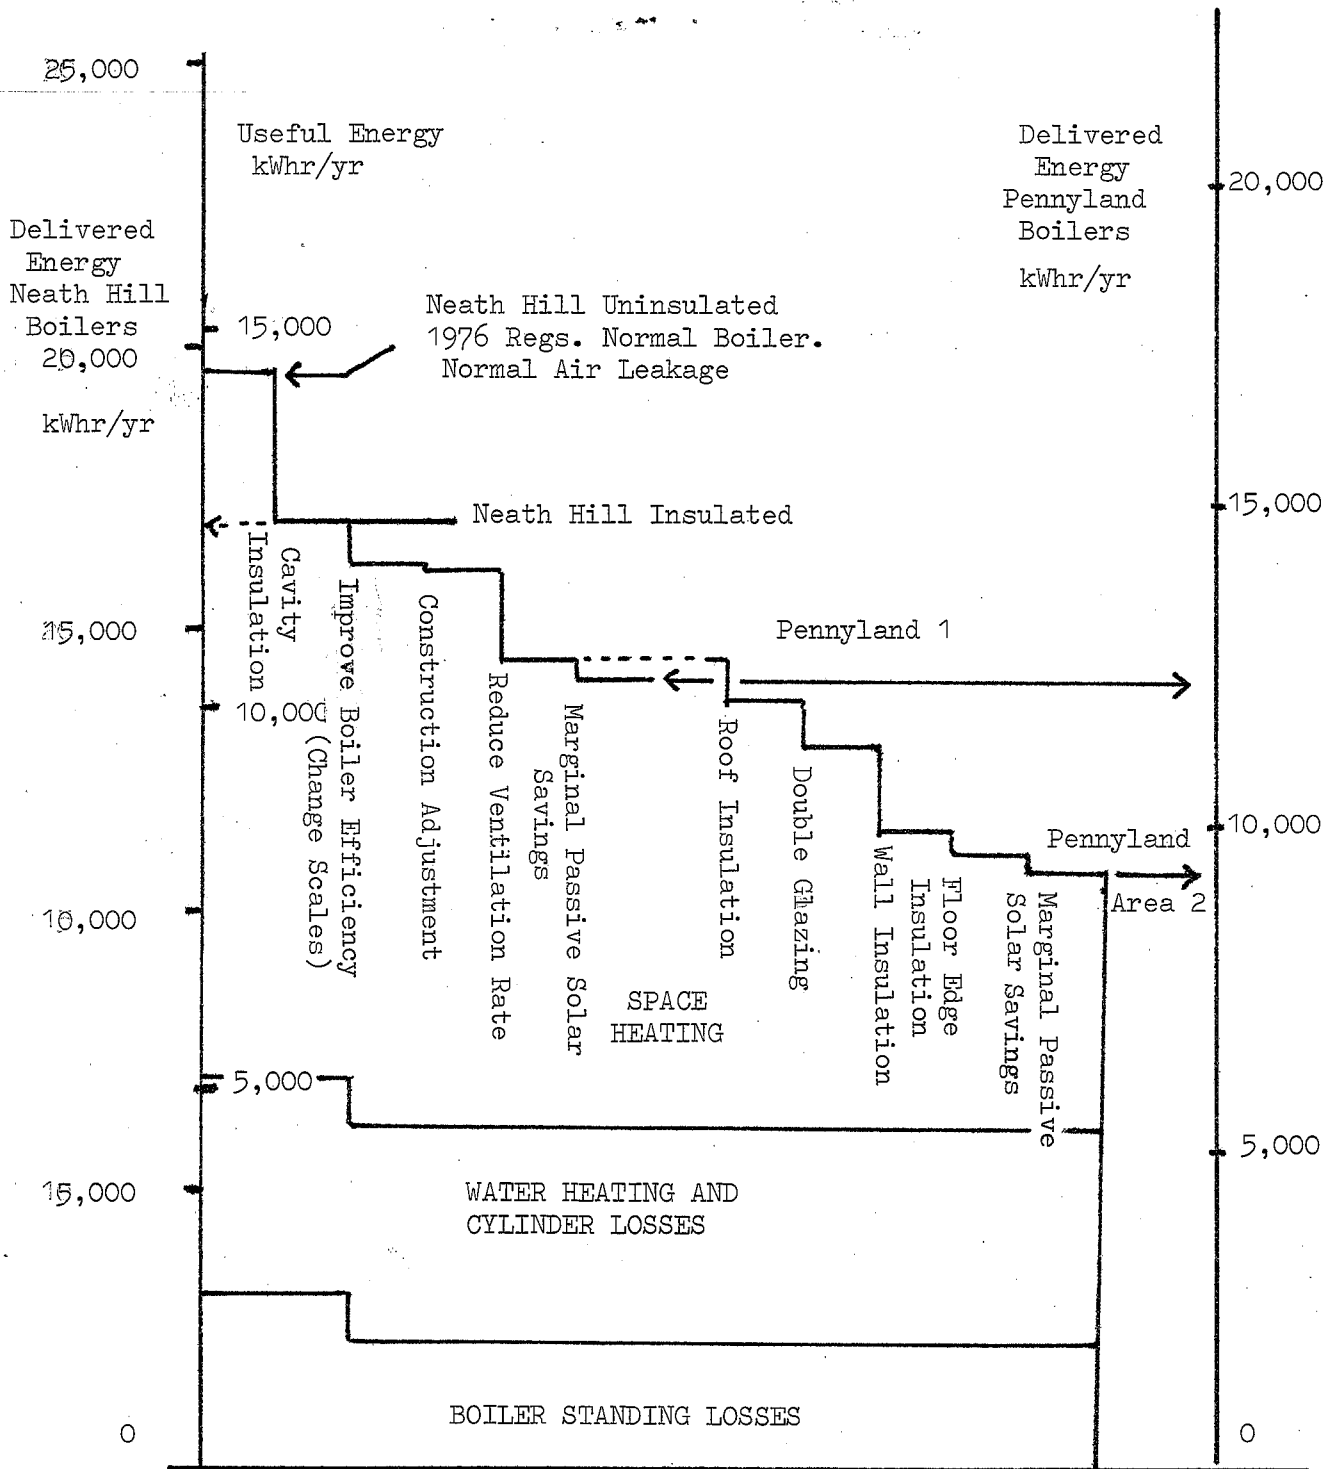 25,000
Useful Energy
kWhr/yr
Delivered
Energy
Pennyland
Boilers
kWhr/yr
20,000
Delivered
Energy
Neath Hill
Boilers
20,000
kWhr/yr
15,000
Neath Hill Uninsulated
1976 Regs. Normal Boiler.
Normal Air Leakage
Neath Hill Insulated
15,000
Cavity
Insulation
Improve Boiler Efficiency
(Change Scales)
Construction Adjustment
Reduce Ventilation Rate
Marginal Passive Solar
Savings
15,000
10,000
Pennyland 1
Roof Insulation
Double Glazing
Wall Insulation
Floor Edge
Insulation
Marginal Passive
Solar Savings
10,000
Pennyland
Area 2
10,000
SPACE
HEATING
5,000
5,000
15,000
WATER HEATING AND
CYLINDER LOSSES
BOILER STANDING LOSSES
0
0